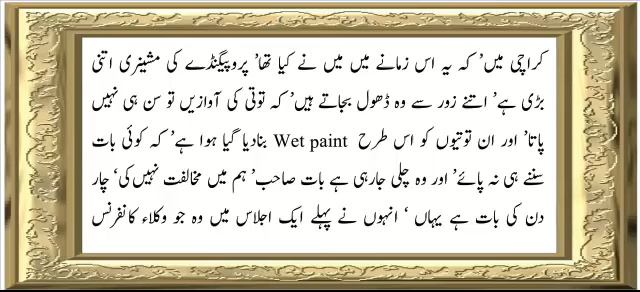 کراچی میں’ کہ یہ اس زمانے میں میں نے کیا تھا’ پروپیگنڈے کی مشینری اتنی
بڑی ہے’ اتنے زور سے وہ ڈھول بجاتے ہیں’ کہ توتی کی آوازیں تو سن ہی نہیں
پاتا’ اور ان توتیوں کو اس طرح Wet paint بنادیا گیا ہوا ہے’ کہ کوئی بات
سننے ہی نہ پائے’ اور وہ چلی جارہی ہے بات صاحب’ ہم میں مخالفت نہیں کی‘ چار
دن کی بات ہے یہاں ‘ انہوں نے پہلے ایک اجلاس میں وہ جو وکلاء کانفرنس